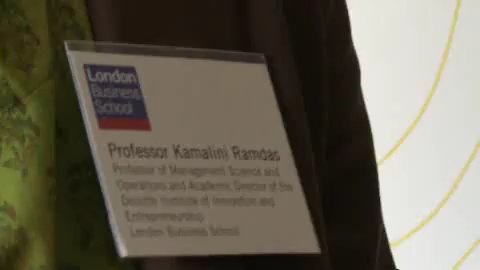 London
Business
School
Professor Kamalini Ramdas
Professor of Management Science and
Operations and Academic Director of the
Deloitte Institute of Innovation and
Entrepreneurship
London Business School